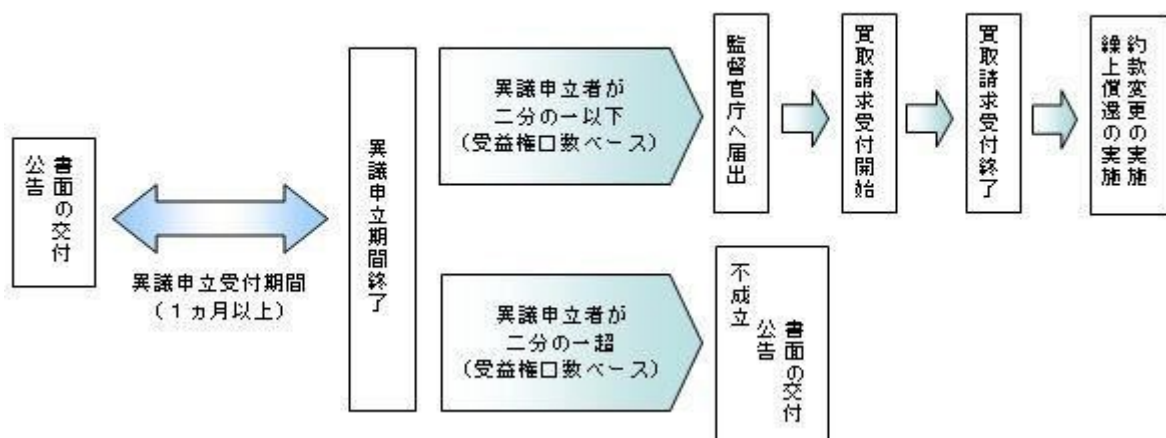 書面の交付
公告
異議申立受付期間
（１ヵ月以上）
異議申立期間終了
異議申立者が
二分の一以下
（受益権口数ベース）
監督官庁へ届出
買取請求受付開始
買取請求受付終了
約款変更の実施
繰上償還の実施
異議申立者が
二分の一超
（受益権口数ベース）
不成立
書面の交付
公告